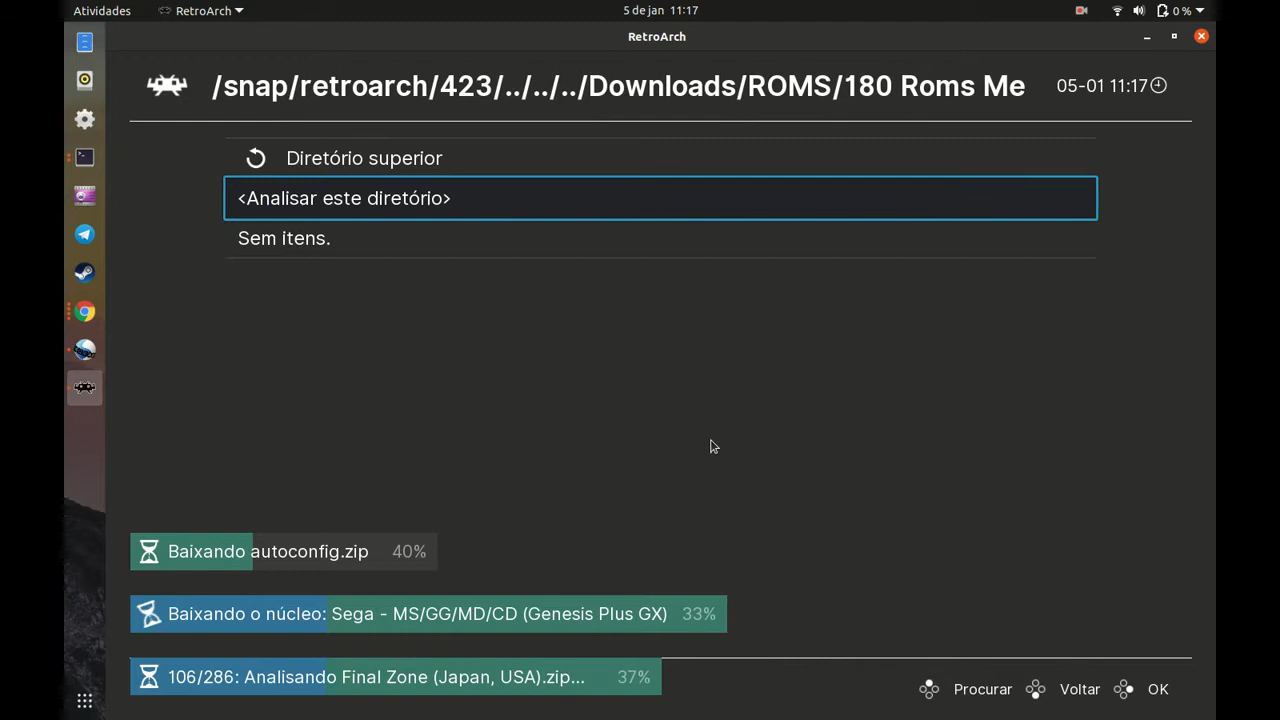 Atividades RetroArch 5 de jan 11:17 0 %
RetroArch
/snap/retroarch/423/../../../Downloads/ROMS/180 Roms Me 05-01 11:17
Diretório superior
<Analisar este diretório>
Sem itens.
Baixando autoconfig.zip 40%
Baixando o núcleo: Sega - MS/GG/MD/CD (Genesis Plus GX) 33%
106/286: Analisando Final Zone (Japan, USA).zip... 37%
Procurar Voltar OK